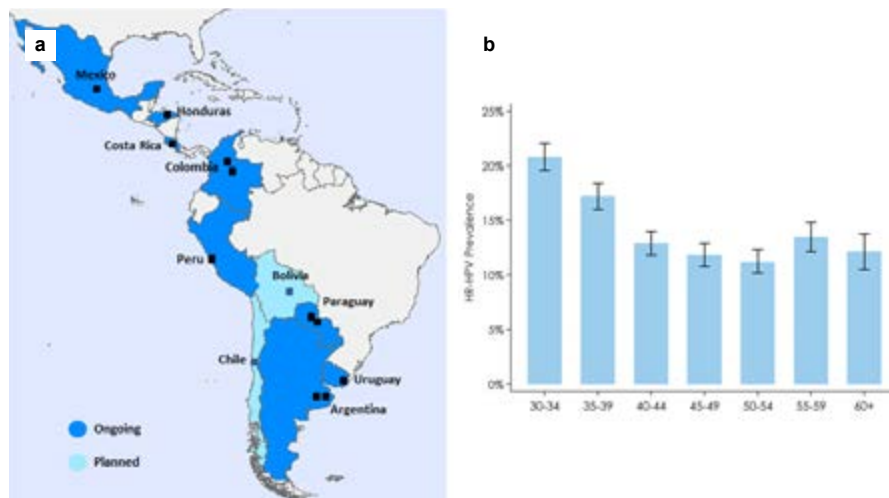 a
Mexico
Honduras
Costa Rica
Colombia
Peru
Bolivia
Paraguay
Chile
Uruguay
Argentina
Ongoing
Planned
b
25%
20%
15%
10%
5%
0%
HR-HPV Prevalence
30-34 35-39 40-44 45-49 50-54 55-59 60+